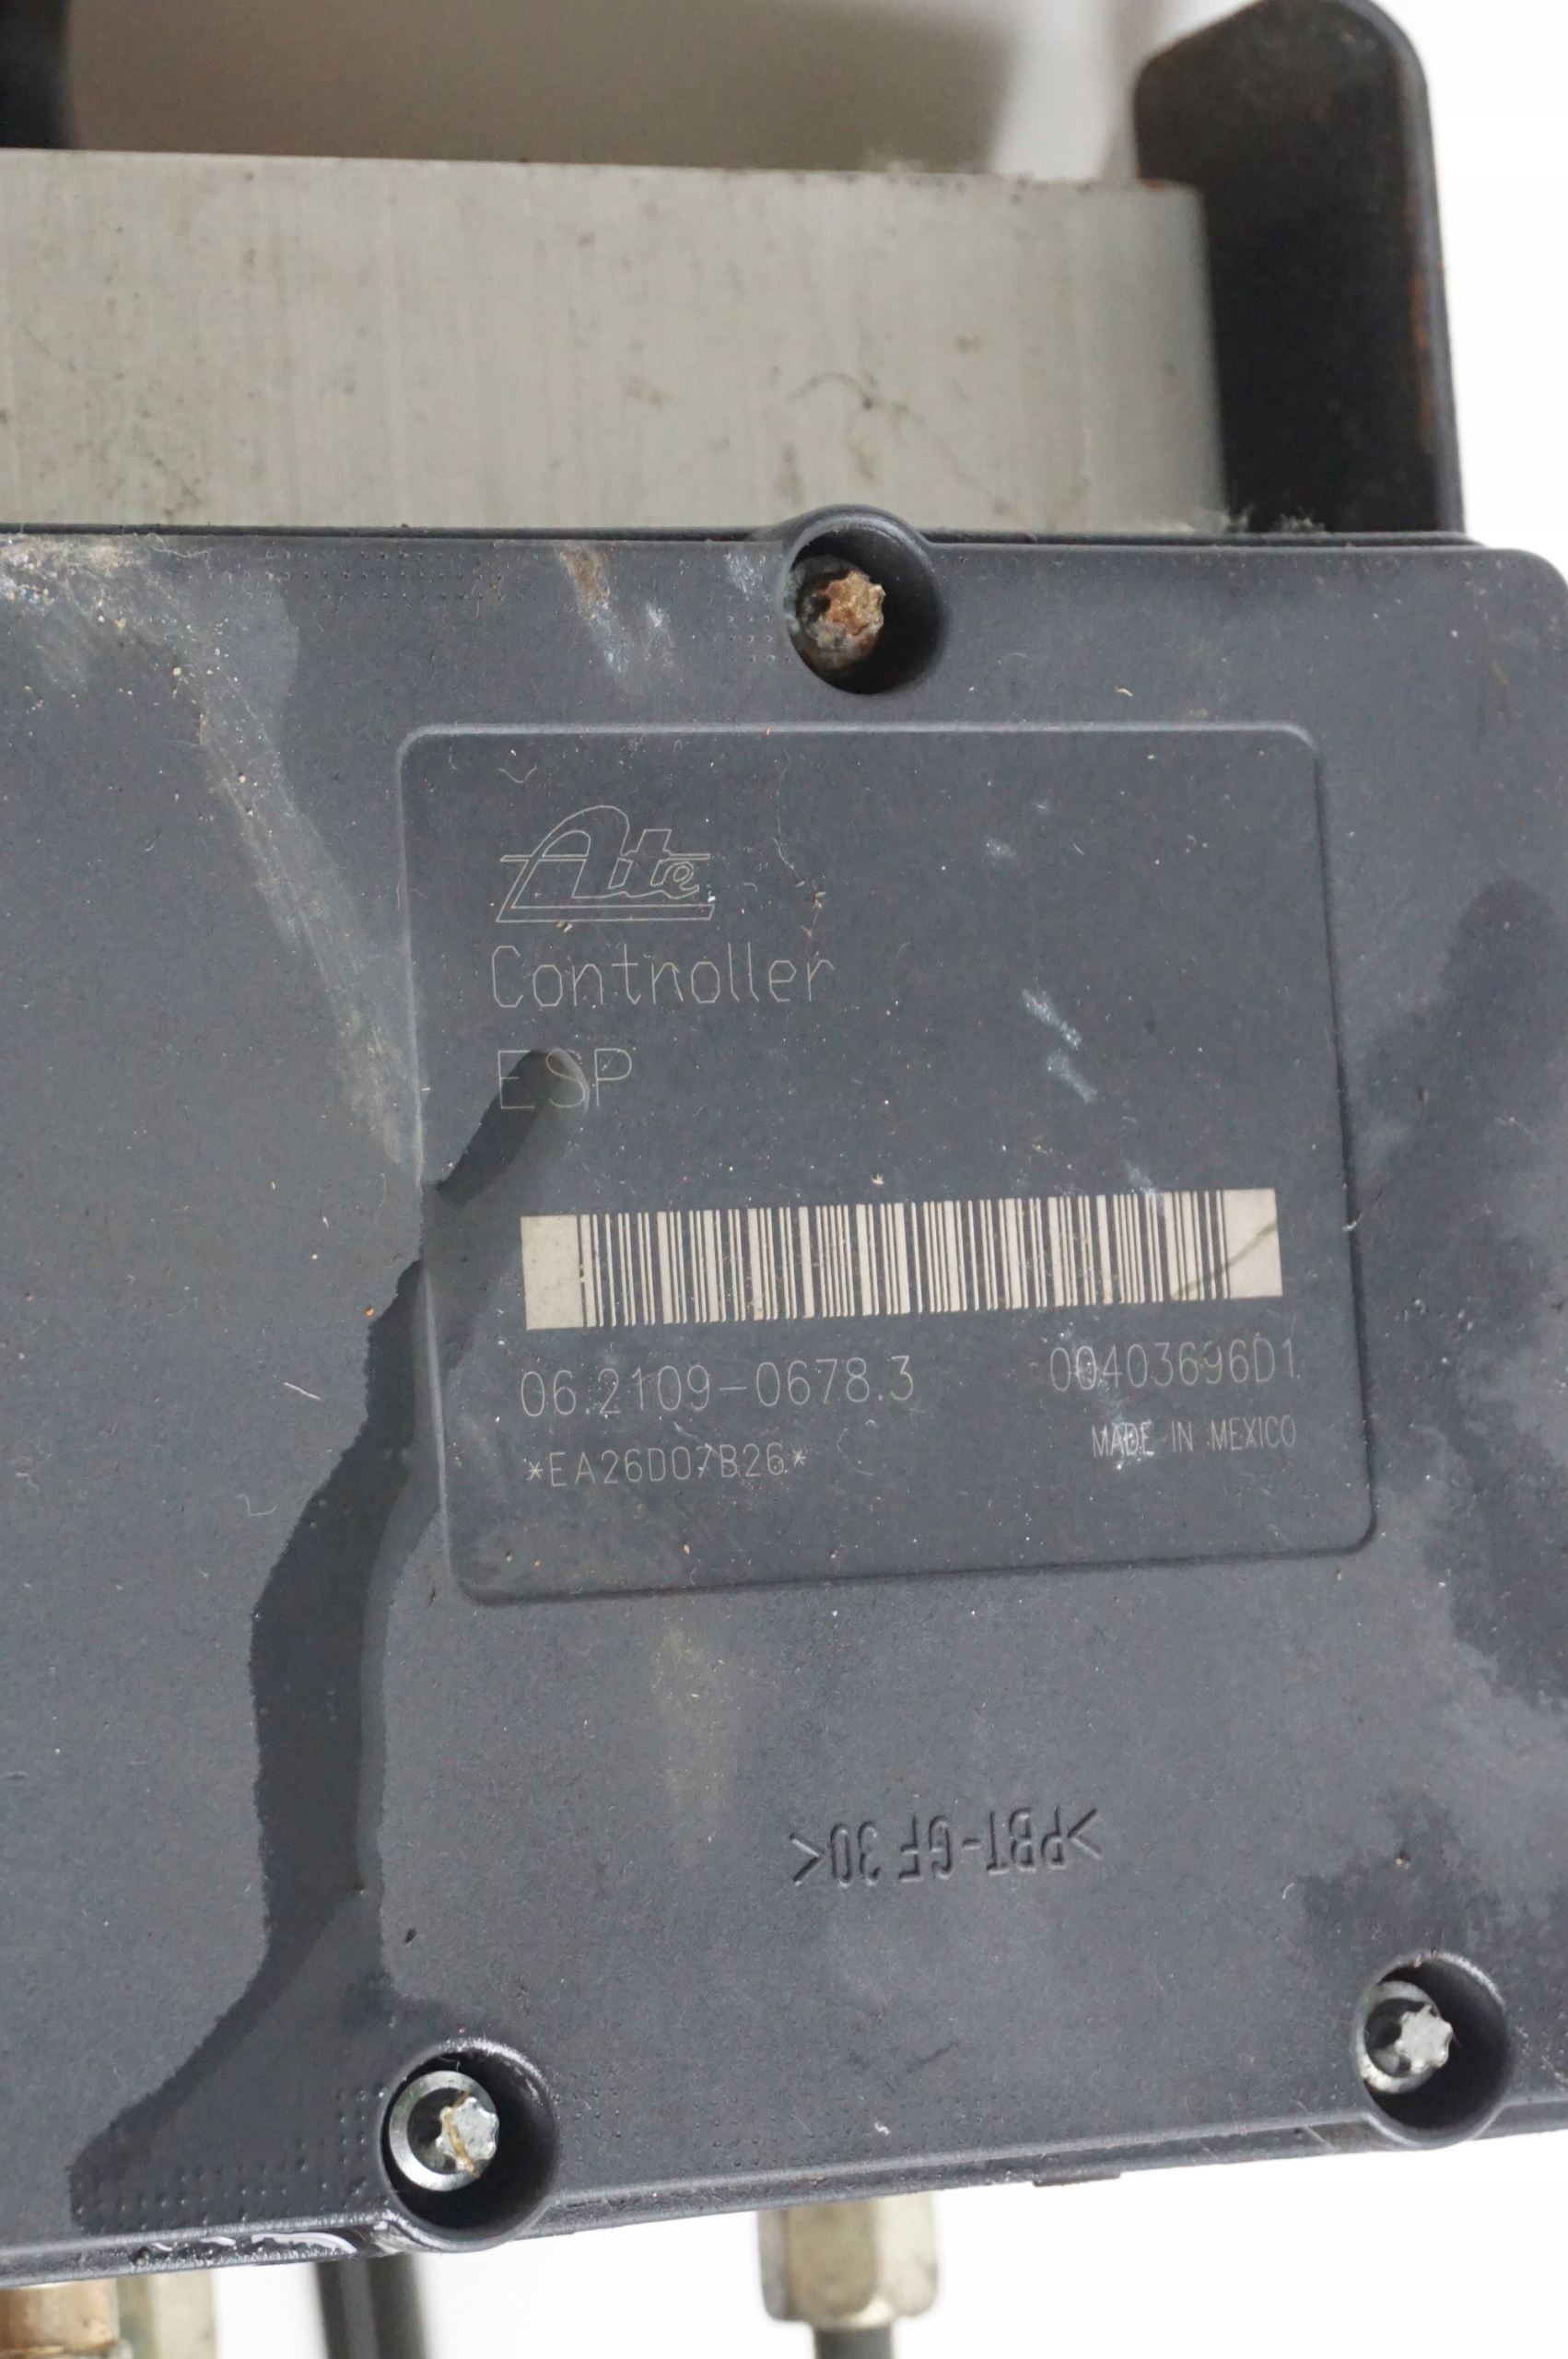 Ate
Controller
ESP
06.2109-0678.3 00403696D1
*EA26D07B26* MADE IN MEXICO
>PBT-GF 30<